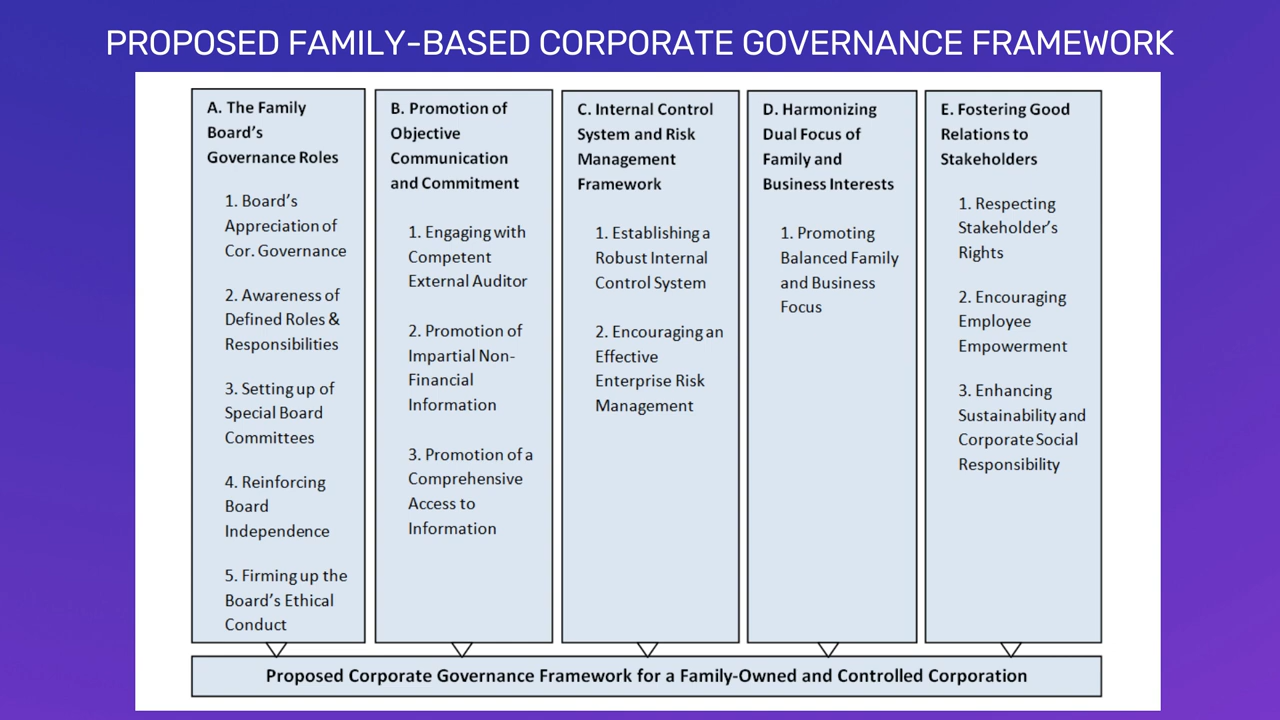 PROPOSED FAMILY-BASED CORPORATE GOVERNANCE FRAMEWORK
A. The Family
Board's
Governance Roles
1. Board's
Appreciation of
Cor. Governance
2. Awareness of
Defined Roles &
Responsibilities
3. Setting up of
Special Board
Committees
4. Reinforcing
Board
Independence
5. Firming up the
Board's Ethical
Conduct
B. Promotion of
Objective
Communication
and Commitment
1. Engaging with
Competent
External Auditor
2. Promotion of
Impartial Non-
Financial
Information
3. Promotion of a
Comprehensive
Access to
Information
C. Internal Control
System and Risk
Management
Framework
1. Establishing a
Robust Internal
Control System
2. Encouraging an
Effective
Enterprise Risk
Management
D. Harmonizing
Dual Focus of
Family and
Business Interests
1. Promoting
Balanced Family
and Business
Focus
E. Fostering Good
Relations to
Stakeholders
1. Respecting
Stakeholder's
Rights
2. Encouraging
Employee
Empowerment
3. Enhancing
Sustainability and
Corporate Social
Responsibility
Proposed Corporate Governance Framework for a Family-Owned and Controlled Corporation